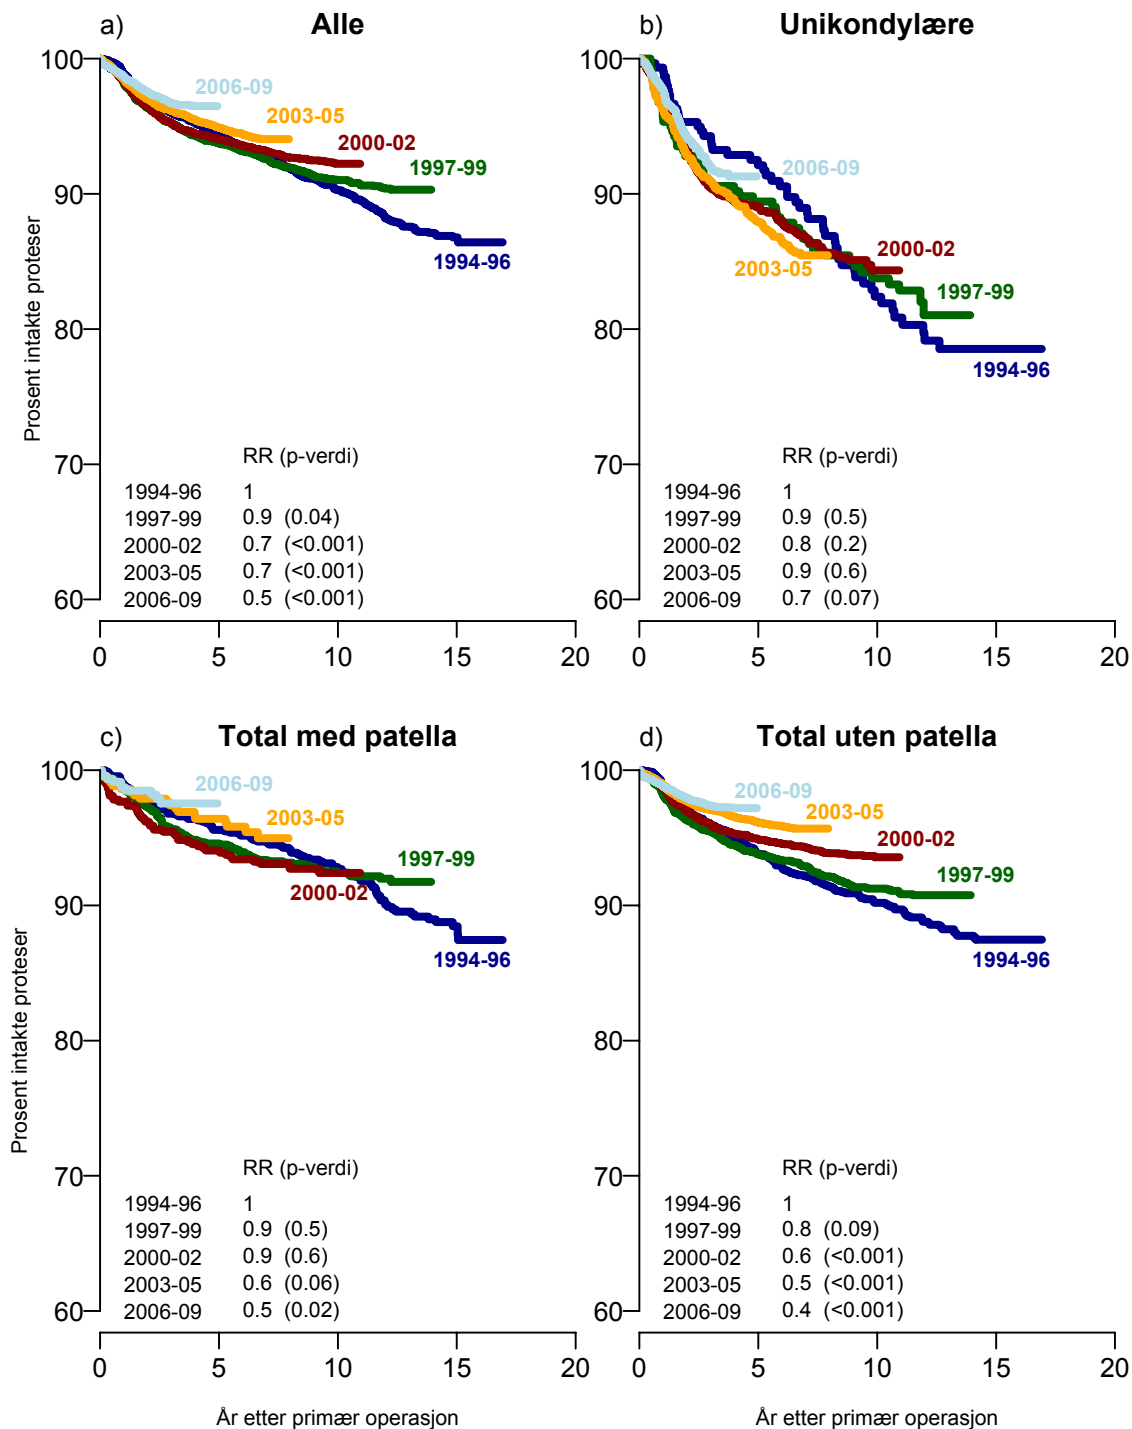 a) Alle
100
90
80
70
60
Prosent intakte proteser
2006-09
2003-05
2000-02
1997-99
1994-96
RR (p-verdi)
1994-96 1
1997-99 0.9 (0.04)
2000-02 0.7 (<0.001)
2003-05 0.7 (<0.001)
2006-09 0.5 (<0.001)
0 5 10 15 20
b) Unikondylære
100
90
80
70
60
2006-09
2003-05
2000-02
1997-99
1994-96
RR (p-verdi)
1994-96 1
1997-99 0.9 (0.5)
2000-02 0.8 (0.2)
2003-05 0.9 (0.6)
2006-09 0.7 (0.07)
0 5 10 15 20
c) Total med patella
100
90
80
70
60
Prosent intakte proteser
2006-09
2003-05
1997-99
2000-02
1994-96
RR (p-verdi)
1994-96 1
1997-99 0.9 (0.5)
2000-02 0.9 (0.6)
2003-05 0.6 (0.06)
2006-09 0.5 (0.02)
0 5 10 15 20
År etter primær operasjon
d) Total uten patella
100
90
80
70
60
2006-09
2003-05
2000-02
1997-99
1994-96
RR (p-verdi)
1994-96 1
1997-99 0.8 (0.09)
2000-02 0.6 (<0.001)
2003-05 0.5 (<0.001)
2006-09 0.4 (<0.001)
0 5 10 15 20
År etter primær operasjon